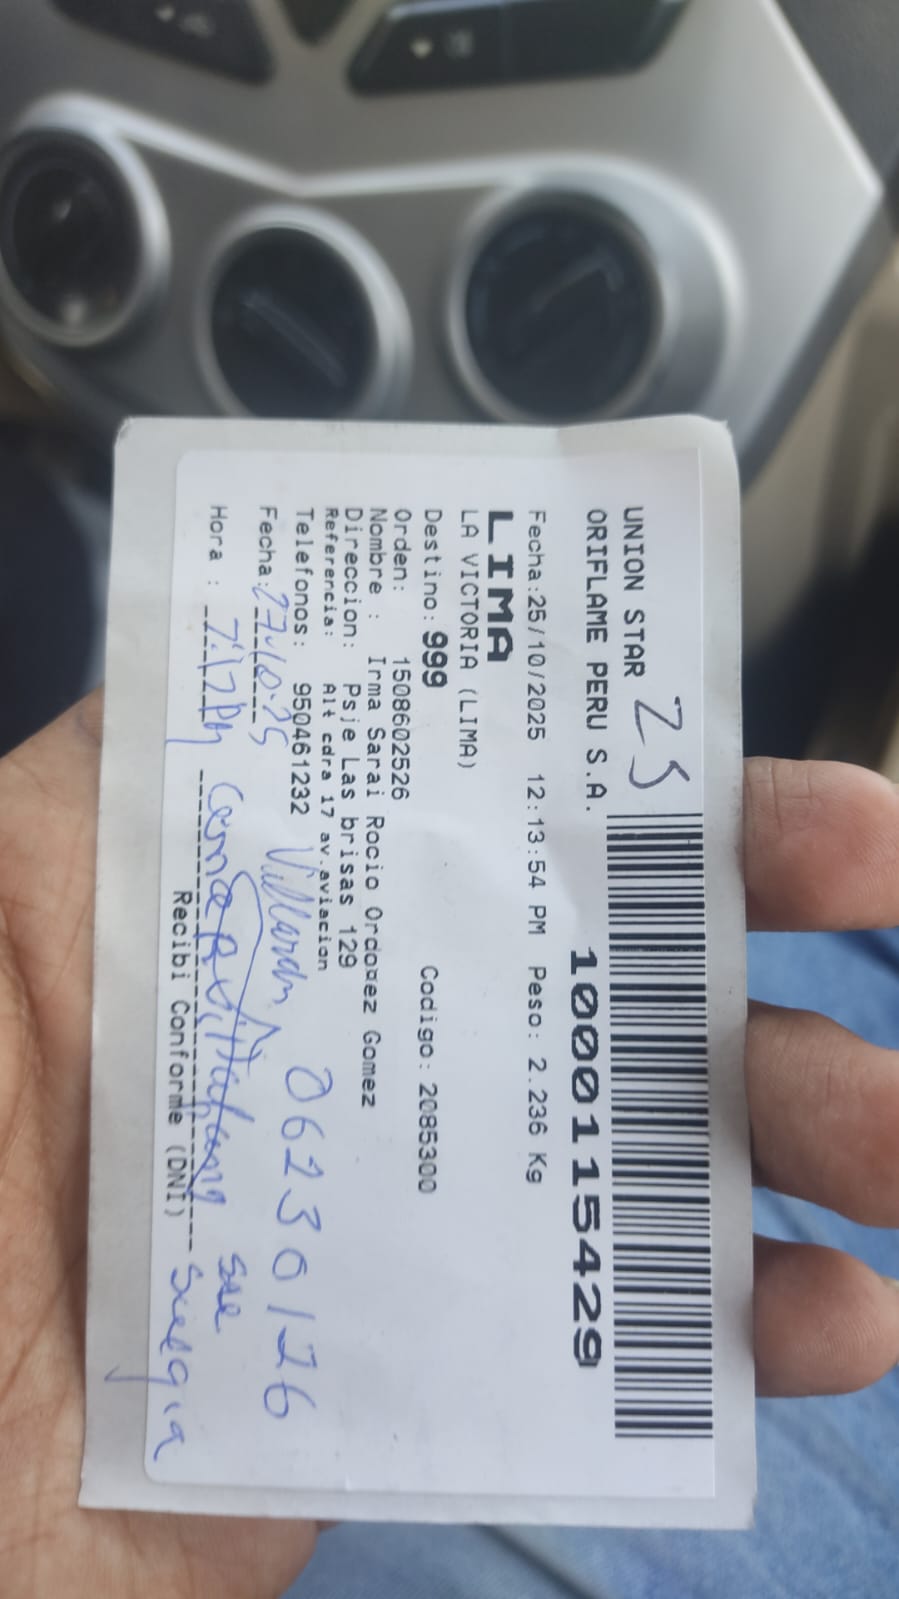 UNION STAR 25
ORIFLAME PERU S.A.
10001115429
Fecha:25/10/2025 12:13:54 PM Peso: 2.236 Kg
LIMA
LA VICTORIA (LIMA)
Destino: 999 Codigo: 2085300
Orden: 1508602526
Nombre : Irma Sarai Rocio Ordoñez Gomez
Direccion: Psje Las brisas 129
Referencia: Alt cdra 17 av.aviacion
Telefonos: 950461232
Fecha: 27.10.25 06230126
Hora : 7:17 PM
Recibi Conforme (DNI)